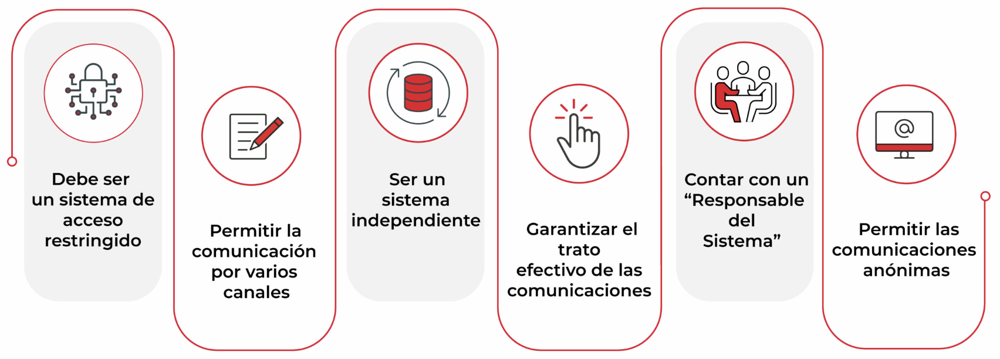 Debe ser
un sistema de
acceso
restringido
Permitir la
comunicación
por varios
canales
Ser un
sistema
independiente
Garantizar el
trato
efectivo de las
comunicaciones
Contar con un
“Responsable
del
Sistema”
Permitir las
comunicaciones
anónimas